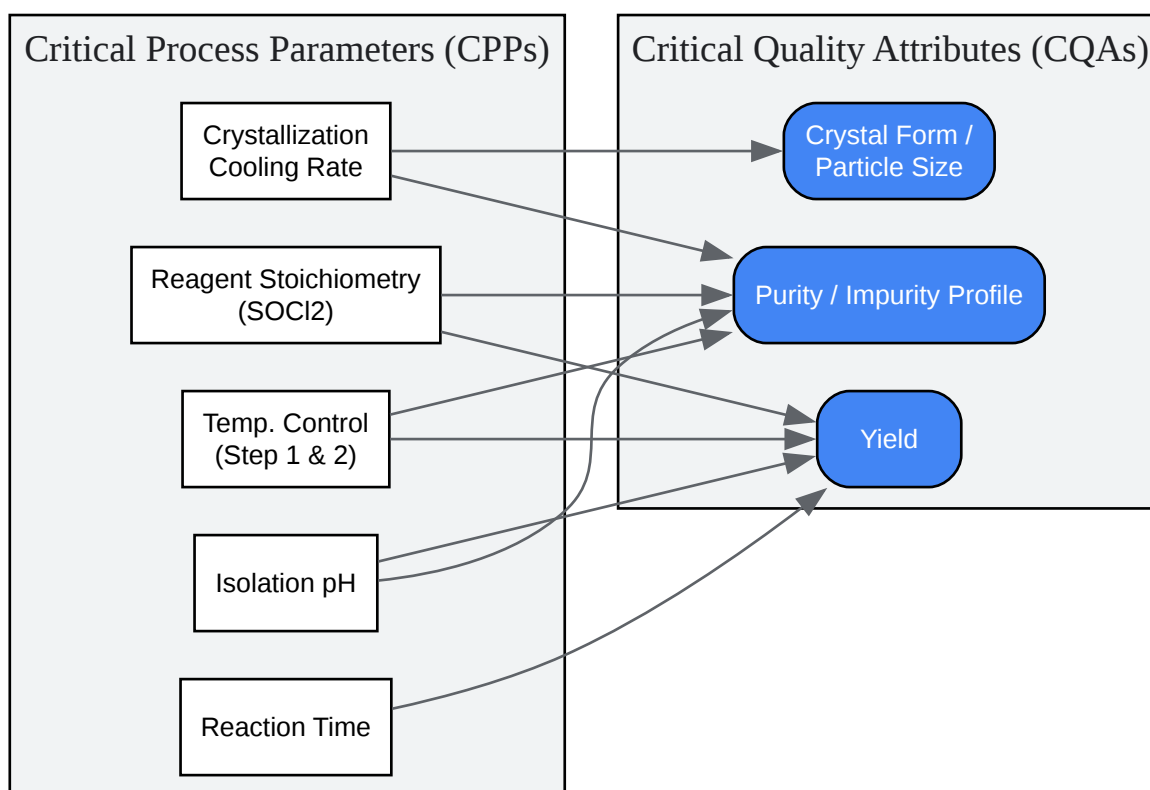 Critical Process Parameters (CPPs)
Crystallization
Cooling Rate
Reagent Stoichiometry
(SOCl2)
Temp. Control
(Step 1 & 2)
Isolation pH
Reaction Time
Critical Quality Attributes (CQAs)
Crystal Form /
Particle Size
Purity / Impurity Profile
Yield